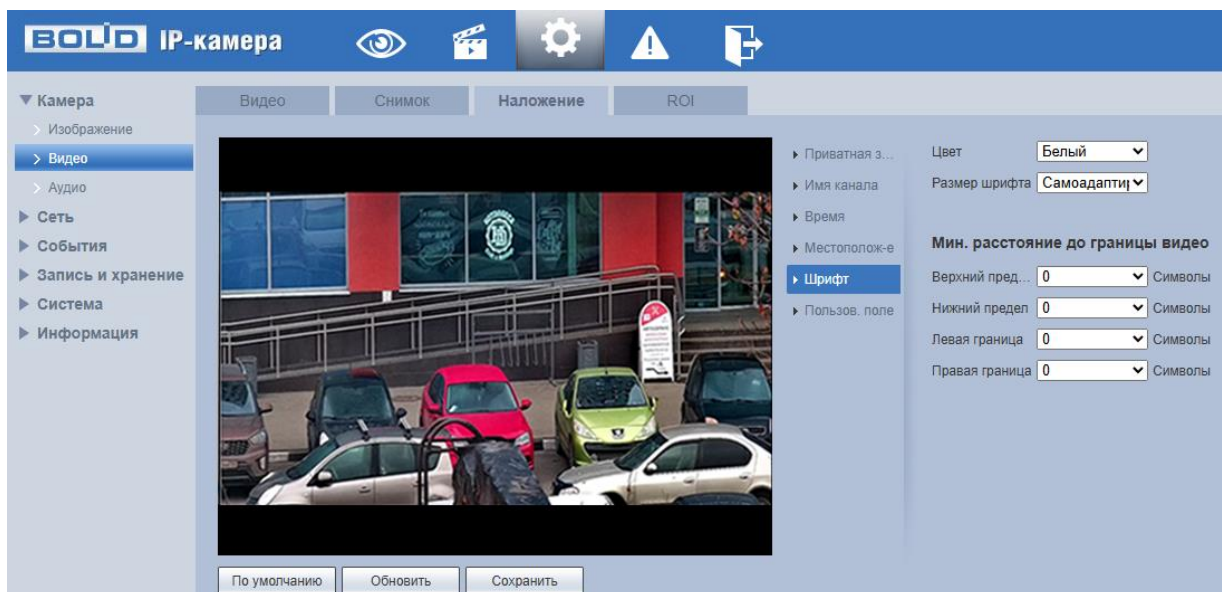 BOLID IP-камера
Камера
Изображение
Видео
Аудио
Сеть
События
Запись и хранение
Система
Информация
Видео
Снимок
Наложение
ROI
Приватная з...
Имя канала
Время
Местополож-е
Шрифт
Пользов. поле
Цвет Белый
Размер шрифта Самоадаптир
Мин. расстояние до границы видео
Верхний пред... 0 Символы
Нижний предел 0 Символы
Левая граница 0 Символы
Правая граница 0 Символы
По умолчанию
Обновить
Сохранить